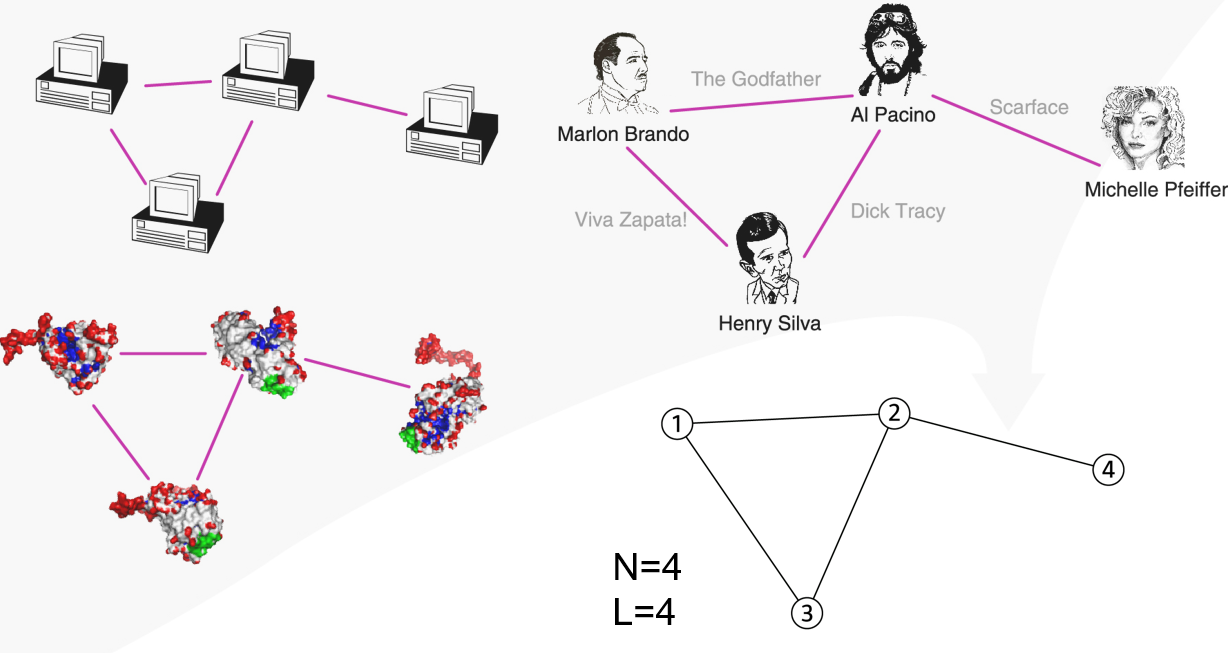 The Godfather
Al Pacino
Scarface
Marlon Brando
Michelle Pfeiffer
Viva Zapata!
Dick Tracy
Henry Silva
1
2
4
N=4
L=4
3